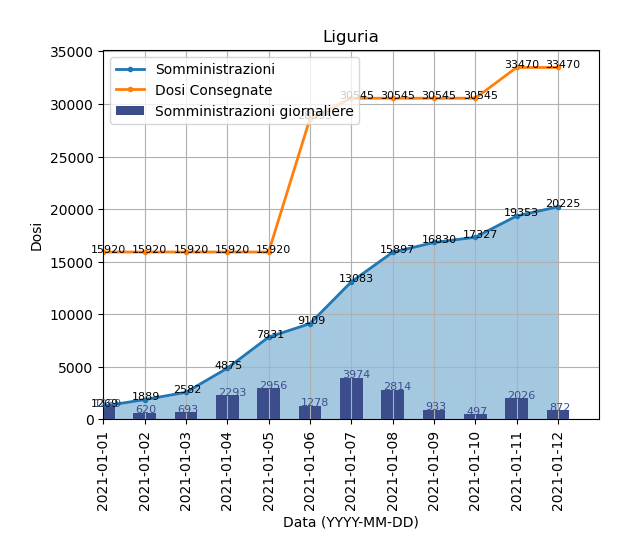 Liguria
Somministrazioni
Dosi Consegnate
Somministrazioni giornaliere
Dosi
35000
30000
25000
20000
15000
10000
5000
0
15920 15920 15920 15920 15920 30545 30545 30545 30545 33470 33470
1269 1889 2582 4875 7831 9109 13083 15897 16830 17327 19353 20225
620 693 2293 2956 1278 3974 2814 933 497 2026 872
2021-01-01
2021-01-02
2021-01-03
2021-01-04
2021-01-05
2021-01-06
2021-01-07
2021-01-08
2021-01-09
2021-01-10
2021-01-11
2021-01-12
Data (YYYY-MM-DD)